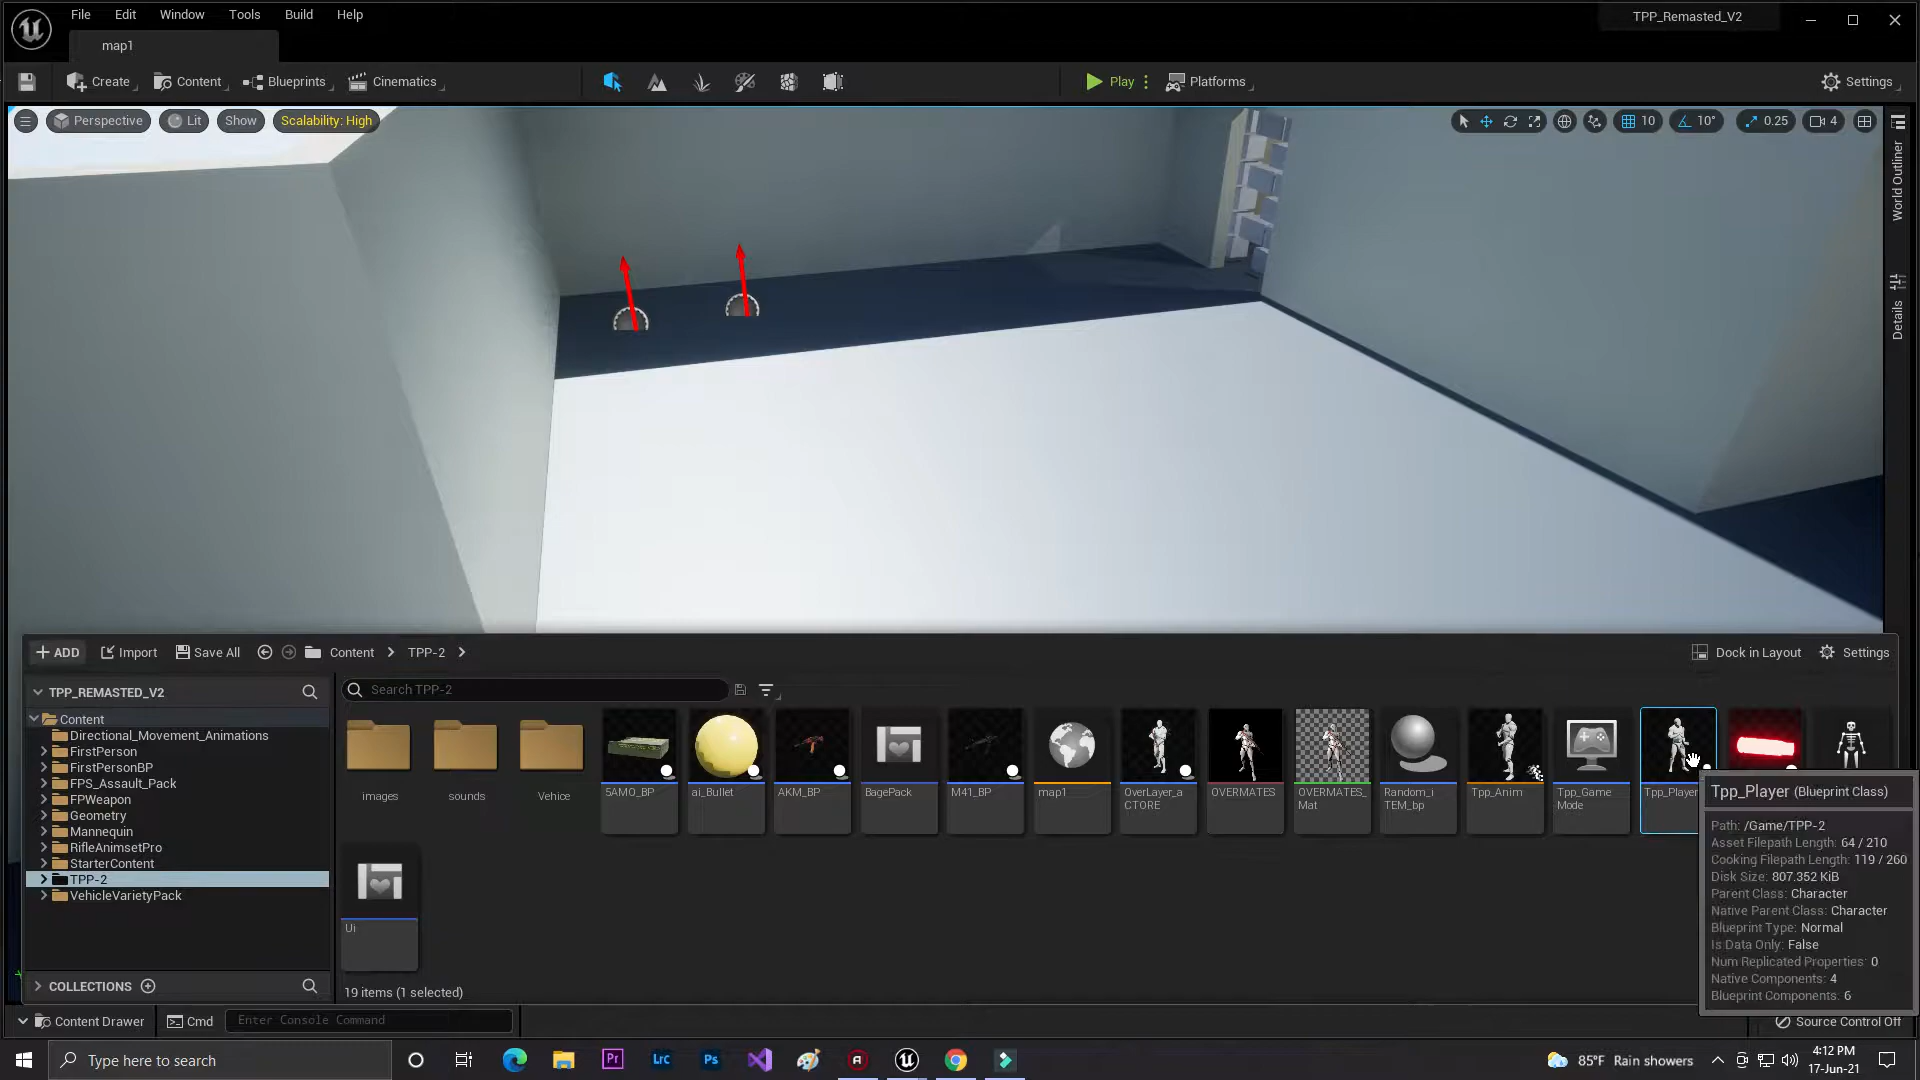 File Edit Window Tools Build Help
TPP_Remasted_V2
map1
Create Content Blueprints Cinematics Play Platforms Settings
Perspective Lit Show Scalability: High 10 10° 0.25 4
World Outliner
Details
ADD Import Save All Content TPP-2 Dock in Layout Settings
TPP_REMASTED_V2
Search TPP-2
Content
Directional_Movement_Animations
FirstPerson
FirstPersonBP
FPS_Assault_Pack
FPWeapon
Geometry
Mannequin
RifleAnimsetPro
StarterContent
TPP-2
VehicleVarietyPack
COLLECTIONS
images
sounds
Vehice
5AMO_BP
ai_Bullet
AKM_BP
BagePack
M41_BP
map1
OverLayer_a
CTORE
OVERMATES
OVERMATES_
Mat
Random_i
TEM_bp
Tpp_Anim
Tpp_Game
Mode
Tpp_Player
Ui
Tpp_Player (Blueprint Class)
Path: /Game/TPP-2
Asset Filepath Length: 64 / 210
Cooking Filepath Length: 119 / 260
Disk Size: 807.352 KiB
Parent Class: Character
Native Parent Class: Character
Blueprint Type: Normal
Is Data Only: False
Num Replicated Properties: 0
Native Components: 4
Blueprint Components: 6
19 items (1 selected)
Content Drawer Cmd Enter Console Command Source Control Off
Type here to search
Pr Lrc Ps
85°F Rain showers
4:12 PM
17-Jun-21